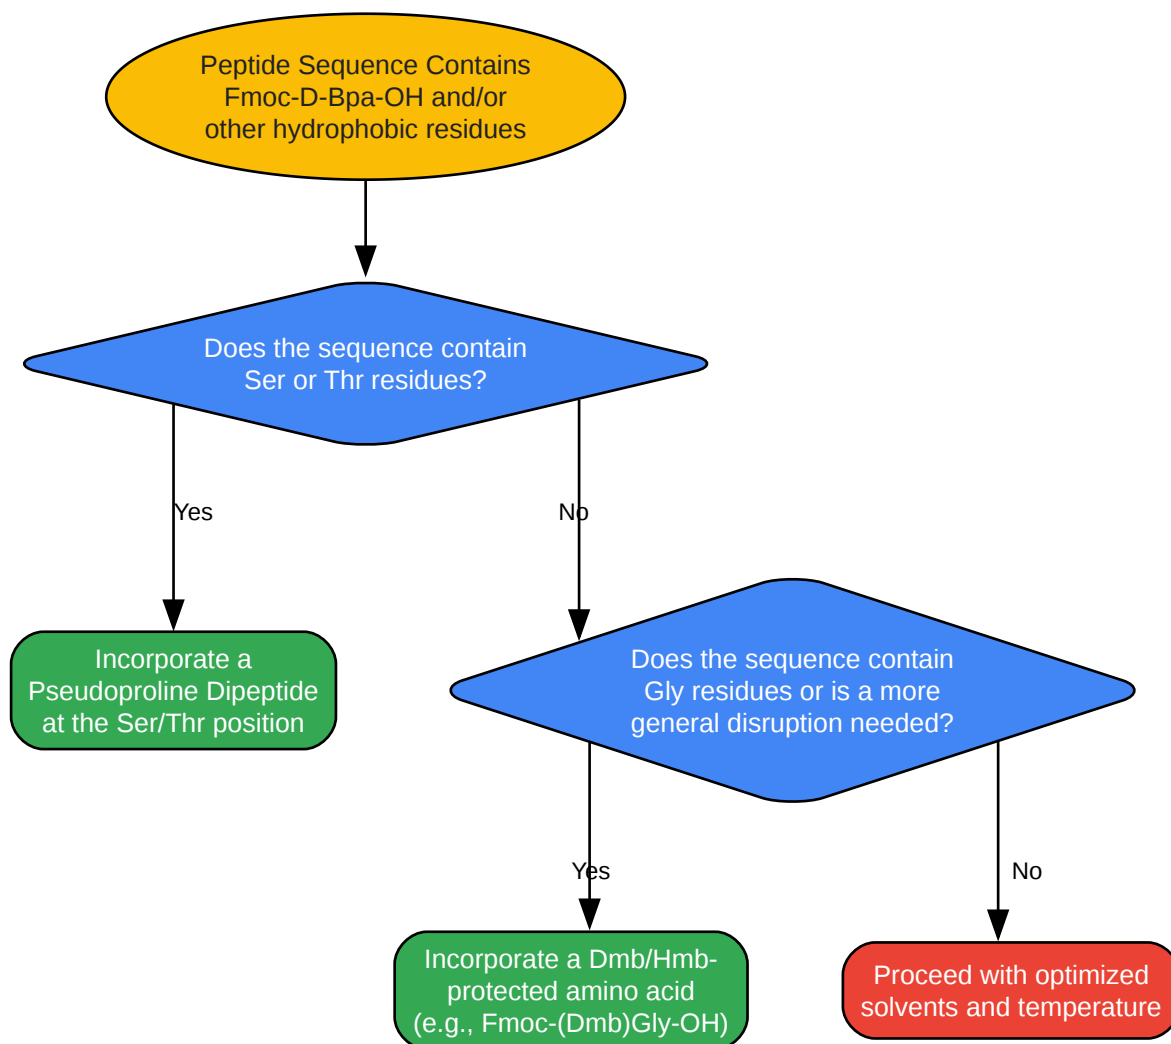 Peptide Sequence Contains
Fmoc-D-Bpa-OH and/or
other hydrophobic residues
Does the sequence contain
Ser or Thr residues?
Yes
No
Incorporate a
Pseudoproline Dipeptide
at the Ser/Thr position
Does the sequence contain
Gly residues or is a more
general disruption needed?
Yes
No
Incorporate a Dmb/Hmb-
protected amino acid
(e.g., Fmoc-(Dmb)Gly-OH)
Proceed with optimized
solvents and temperature